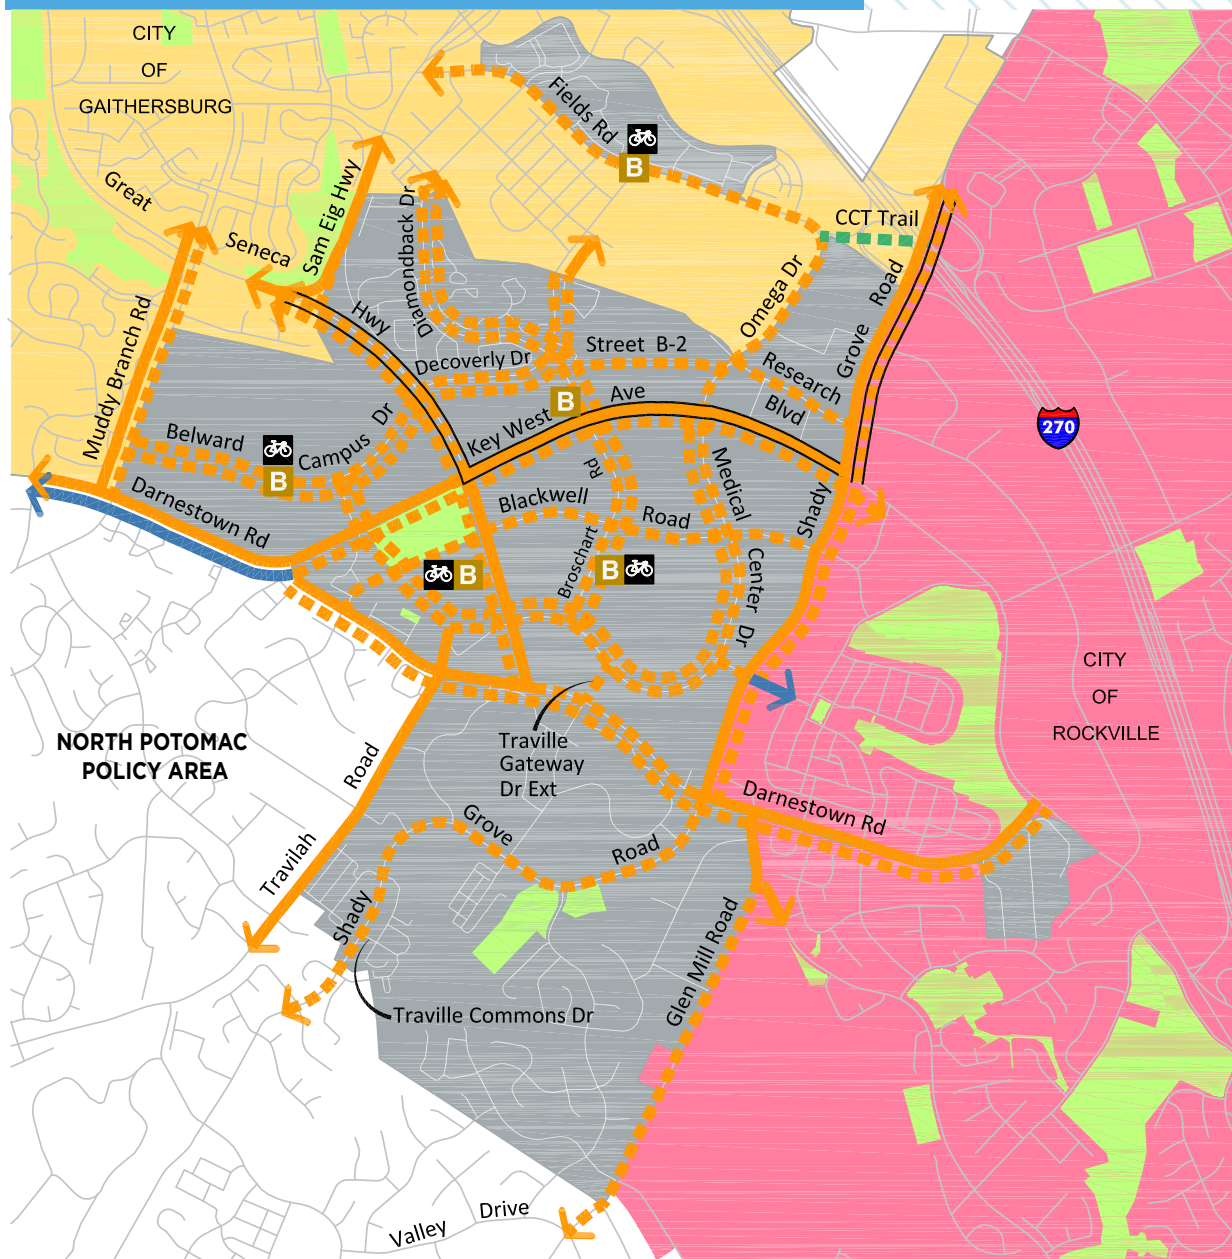 CITY
OF
GAITHERSBURG
Fields Rd
B
Great
Seneca
Hwy
Sam Eig Hwy
Diamondback Dr
CCT Trail
Omega Dr
Muddy Branch Rd
Decoverly Dr
Street B-2
Research
Blvd
Grove
Road
Key West
Ave
B
270
Belward
Campus Dr
B
Darnestown Rd
Blackwell
Road
Rd
Broschart
Medical
Center Dr
Shady
B
B
CITY
OF
ROCKVILLE
NORTH POTOMAC
POLICY AREA
Traville
Gateway
Dr Ext
Darnestown Rd
Travilah
Road
Shady
Grove
Road
Glen Mill Road
Traville Commons Dr
Valley
Drive